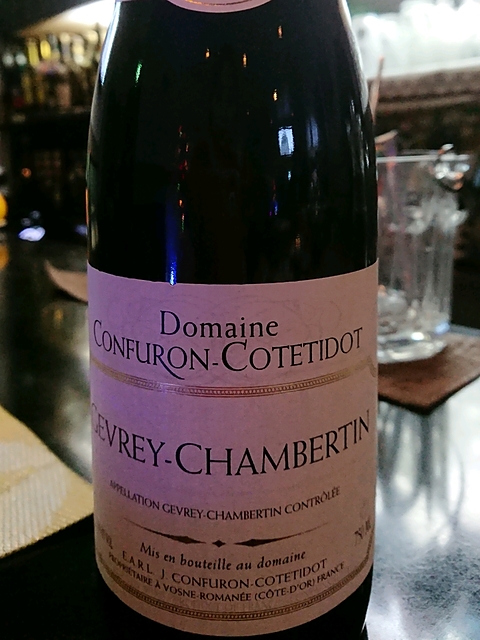 Domaine
CONFURON-COTETIDOT
GEVREY-CHAMBERTIN
APPELLATION GEVREY-CHAMBERTIN CONTRÔLÉE
Mis en bouteille au domaine
E.A.R.L. J. CONFURON-COTETIDOT
PROPRIÉTAIRE À VOSNE-ROMANÉE (CÔTE-D'OR) FRANCE